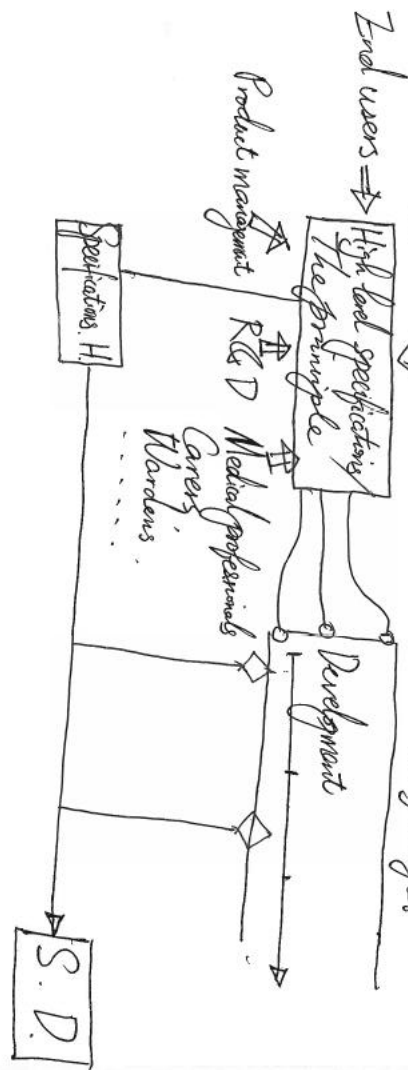 End users
High level specifications/
The principle
Product management
R & D
Medical professionals
Carers
Wardens
......
Development
Specifications. H.
S. D.